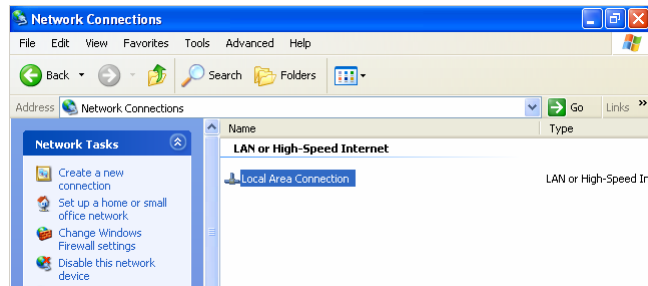 Network Connections
File Edit View Favorites Tools Advanced Help
Back Search Folders
Address Network Connections Go Links »
Name Type
Network Tasks
LAN or High-Speed Internet
Create a new
connection
Local Area Connection LAN or High-Speed In
Set up a home or small
office network
Change Windows
Firewall settings
Disable this network
device